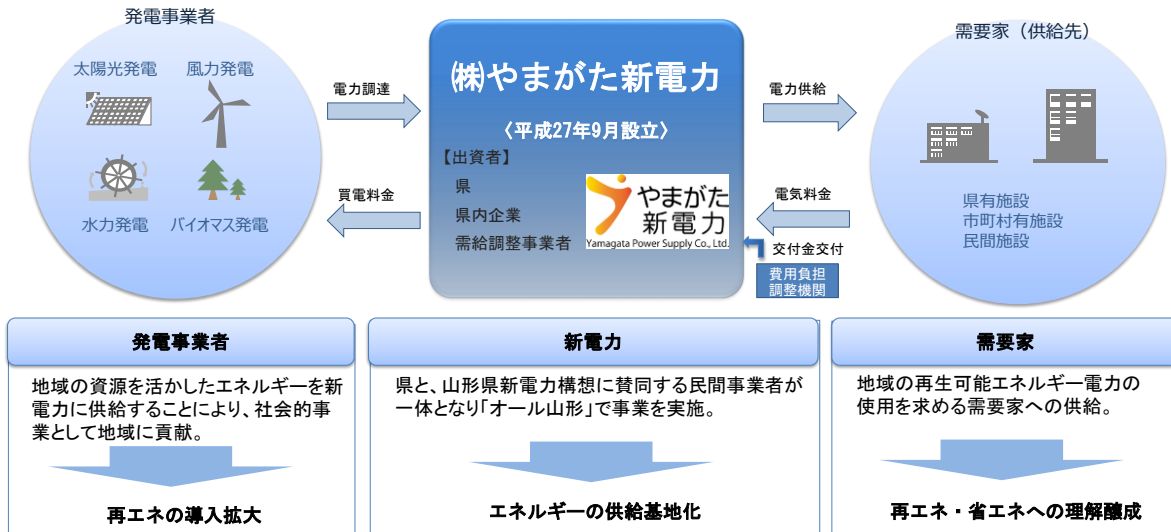 発電事業者
太陽光発電
風力発電
水力発電
バイオマス発電
電力調達
買電料金
㈱やまがた新電力
〈平成27年9月設立〉
【出資者】
県
県内企業
需給調整事業者
やまがた
新電力
Yamagata Power Supply Co., Ltd.
電力供給
電気料金
交付金交付
費用負担
調整機関
需要家（供給先）
県有施設
市町村有施設
民間施設
発電事業者
地域の資源を活かしたエネルギーを新
電力に供給することにより、社会的事
業として地域に貢献。
再エネの導入拡大
新電力
県と、山形県新電力構想に賛同する民間事業者が
一体となり「オール山形」で事業を実施。
エネルギーの供給基地化
需要家
地域の再生可能エネルギー電力の
使用を求める需要家への供給。
再エネ・省エネへの理解醸成